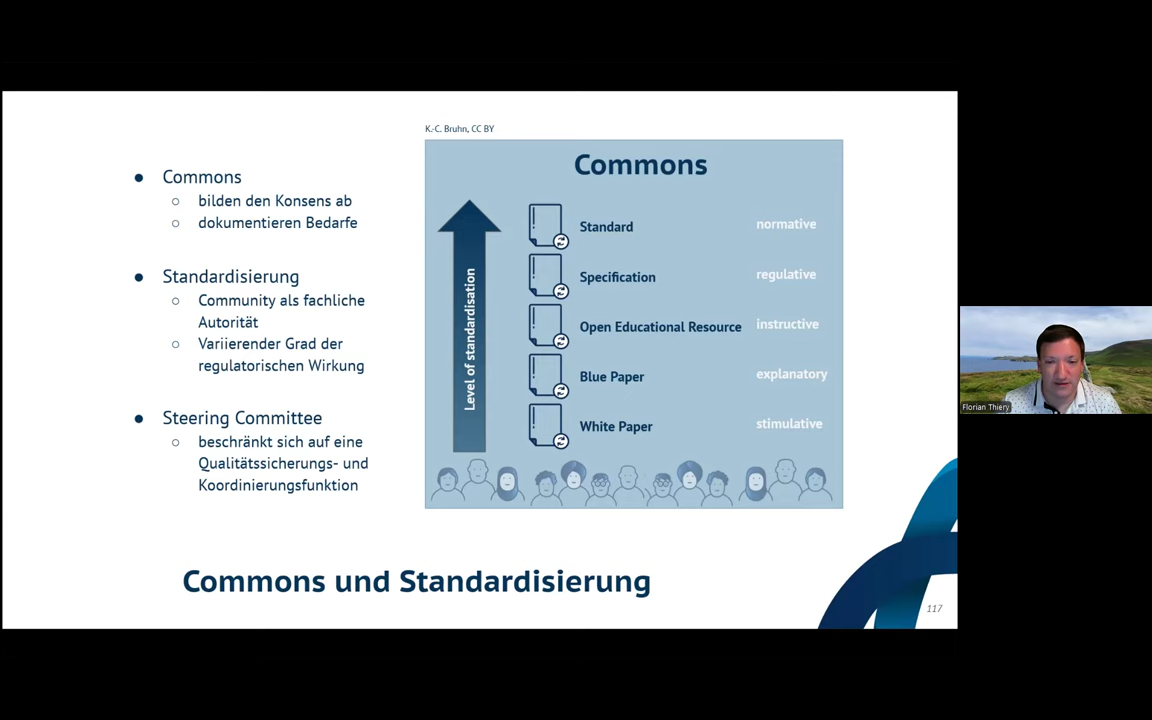 K.-C. Bruhn, CC BY
Commons
bilden den Konsens ab
dokumentieren Bedarfe
Standardisierung
Community als fachliche
Autorität
Variierender Grad der
regulatorischen Wirkung
Steering Committee
beschränkt sich auf eine
Qualitätssicherungs- und
Koordinierungsfunktion
Commons
Level of standardisation
Standard normative
Specification regulative
Open Educational Resource instructive
Blue Paper explanatory
White Paper stimulative
Commons und Standardisierung
117
Florian Thiery